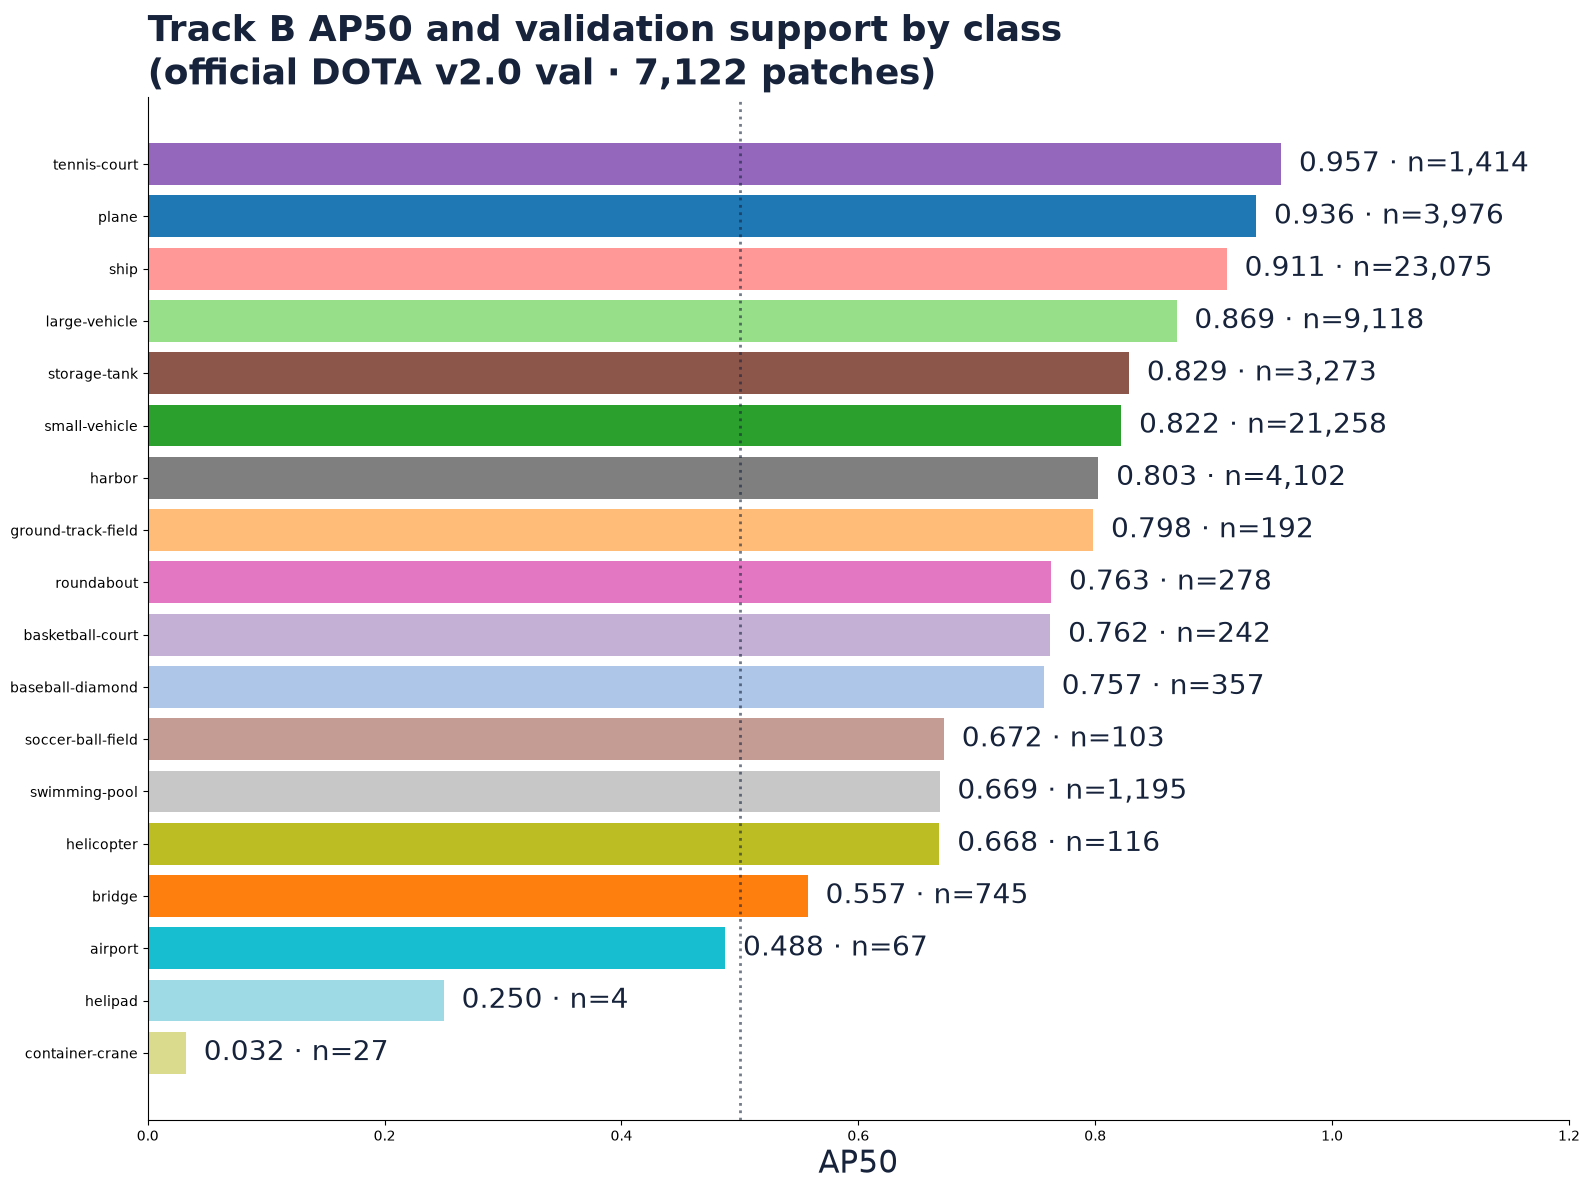 Track B AP50 and validation support by class
(official DOTA v2.0 val · 7,122 patches)
tennis-court 0.957 · n=1,414
plane 0.936 · n=3,976
ship 0.911 · n=23,075
large-vehicle 0.869 · n=9,118
storage-tank 0.829 · n=3,273
small-vehicle 0.822 · n=21,258
harbor 0.803 · n=4,102
ground-track-field 0.798 · n=192
roundabout 0.763 · n=278
basketball-court 0.762 · n=242
baseball-diamond 0.757 · n=357
soccer-ball-field 0.672 · n=103
swimming-pool 0.669 · n=1,195
helicopter 0.668 · n=116
bridge 0.557 · n=745
airport 0.488 · n=67
helipad 0.250 · n=4
container-crane 0.032 · n=27
0.0 0.2 0.4 0.6 0.8 1.0 1.2
AP50